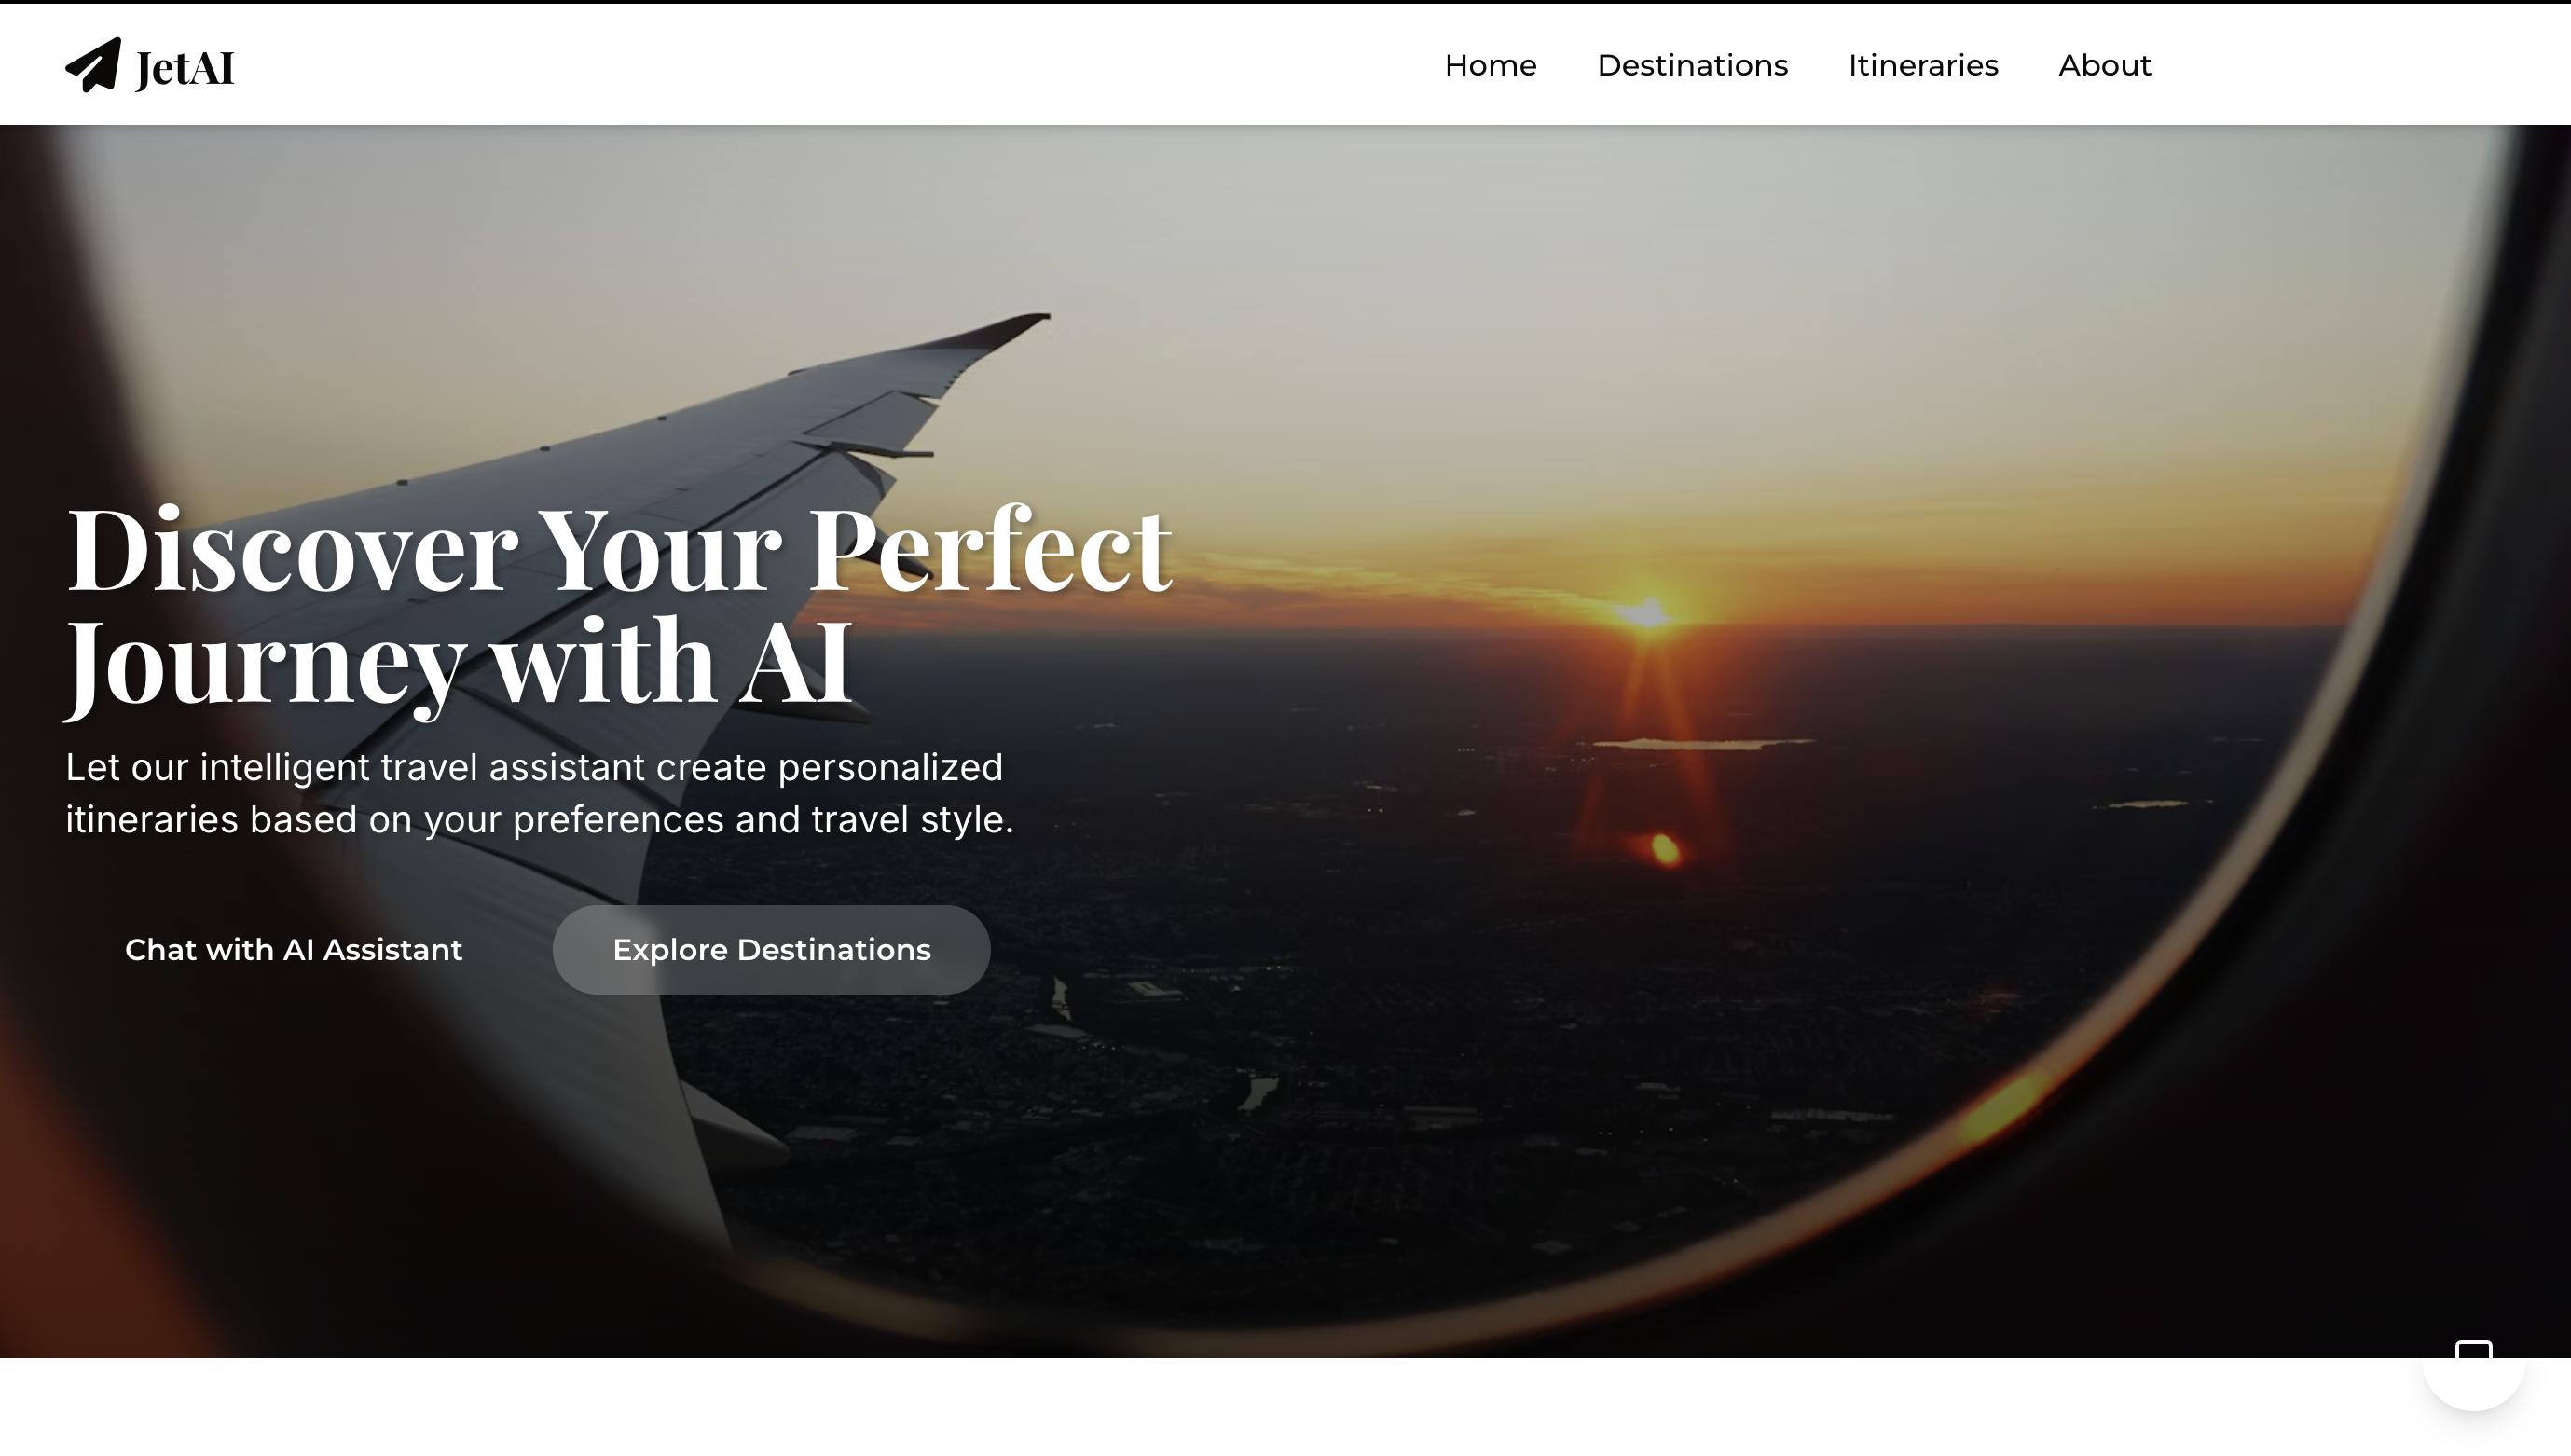 JetAI
Home Destinations Itineraries About
Discover Your Perfect
Journey with AI
Let our intelligent travel assistant create personalized
itineraries based on your preferences and travel style.
Chat with AI Assistant
Explore Destinations